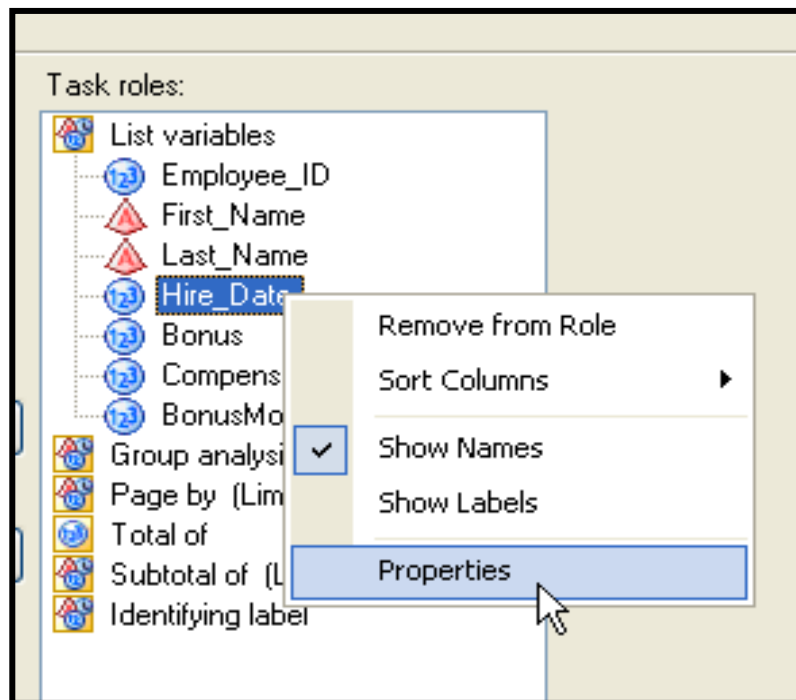 Task roles:
List variables
Employee_ID
First_Name
Last_Name
Hire_Date
Bonus
Compens
BonusMo
Group analysi
Page by (Lim
Total of
Subtotal of (L
Identifying label
Remove from Role
Sort Columns
Show Names
Show Labels
Properties